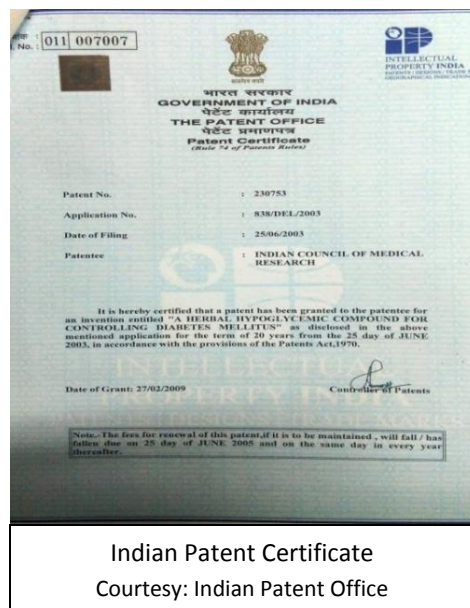 011 007007
No. :
INTELLECTUAL
PROPERTY INDIA
भारत सरकार
GOVERNMENT OF INDIA
पेटेंट कार्यालय
THE PATENT OFFICE
पेटेंट प्रमाणपत्र
Patent Certificate
(Rule 74 of Patents Rules)
Patent No. : 230753
Application No. : 838/DEL/2003
Date of Filing : 25/06/2003
Patentee : INDIAN COUNCIL OF MEDICAL
RESEARCH
It is hereby certified that a patent has been granted to the patentee for
an invention entitled "A HERBAL HYPOGLYCEMIC COMPOUND FOR
CONTROLLING DIABETES MELLITUS" as disclosed in the above
mentioned application for the term of 20 years from the 25 day of JUNE
2003, in accordance with the provisions of the Patents Act,1970.
INTELLECTUAL
PROPERTY INDIA
Date of Grant: 27/02/2009
Controller of Patents
Note.-The fees for renewal of this patent,if it is to be maintained , will fall / has
fallen due on 25 day of JUNE 2005 and on the same day in every year
thereafter.
Indian Patent Certificate
Courtesy: Indian Patent Office